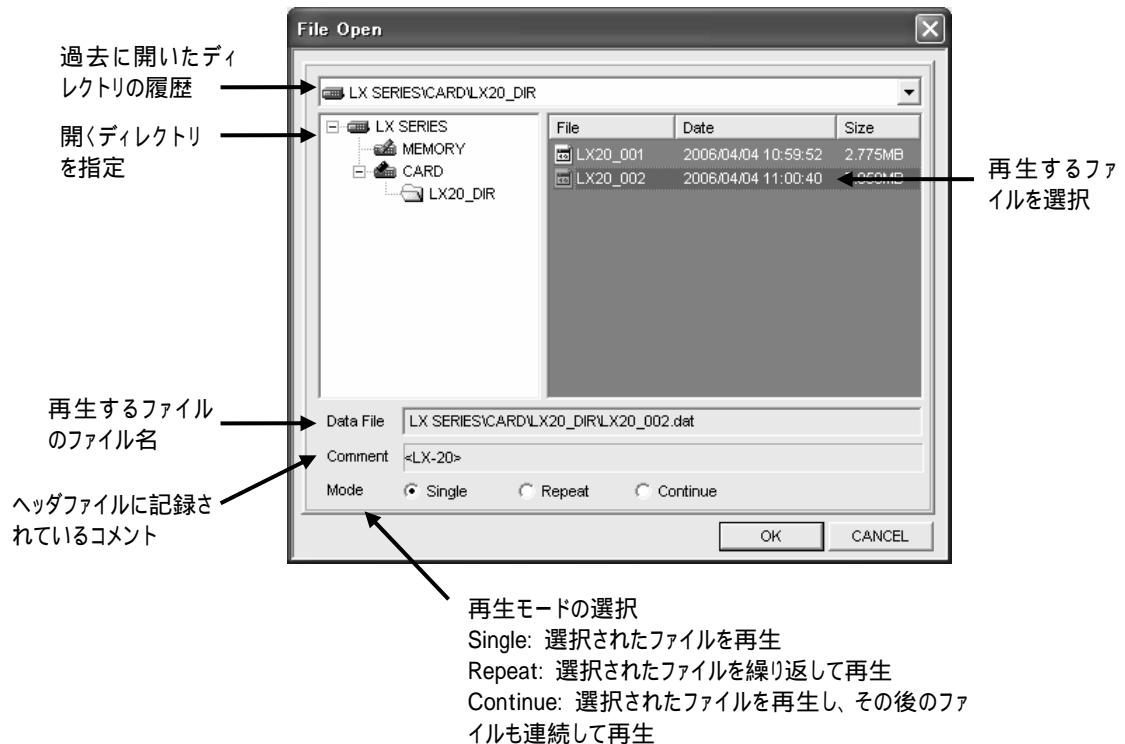 File Open
過去に開いたディ
レクトリの履歴
LX SERIES\CARD\LX20_DIR
開くディレクトリ
を指定
LX SERIES
MEMORY
CARD
LX20_DIR
File Date Size
LX20_001 2006/04/04 10:59:52 2.775MB
LX20_002 2006/04/04 11:00:40
再生するファ
イルを選択
再生するファイル
のファイル名
Data File LX SERIES\CARD\LX20_DIR\LX20_002.dat
Comment <LX-20>
Mode Single Repeat Continue
ヘッダファイルに記録さ
れているコメント
OK CANCEL
再生モードの選択
Single: 選択されたファイルを再生
Repeat: 選択されたファイルを繰り返して再生
Continue: 選択されたファイルを再生し、その後のファ
イルも連続して再生